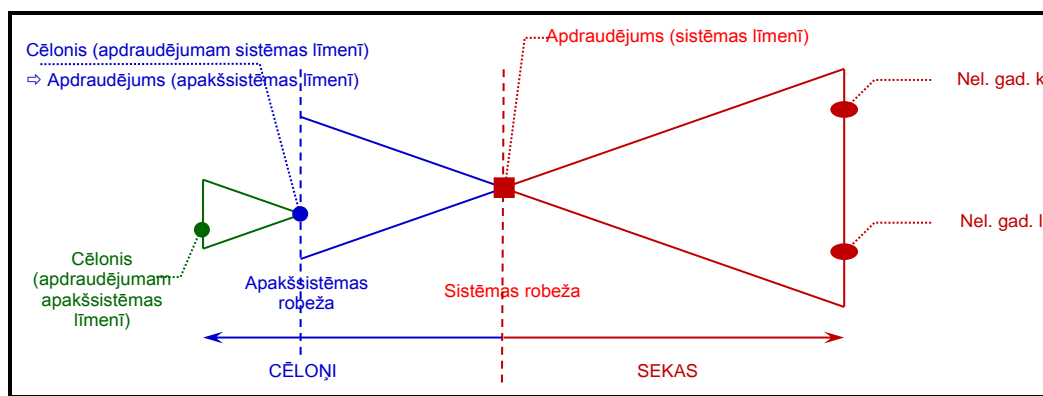 Cēlonis (apdraudējumam sistēmas līmenī)
⇨ Apdraudējums (apakšsistēmas līmenī)
Apdraudējums (sistēmas līmenī)
Nel. gad. k
Nel. gad. l
Cēlonis
(apdraudējumam
apakšsistēmas
līmenī)
Apakšsistēmas
robeža
Sistēmas robeža
CĒLOŅI
SEKAS